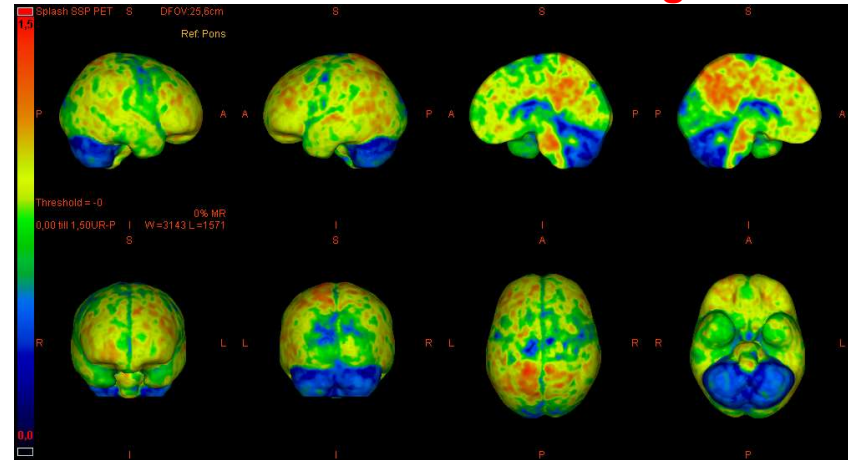 Splash SSP PET S DFOV:25,6cm S S S
1,5
Ref: Pons
P A A P A P P A
Threshold = -0
0% MR
0,00 till 1,50UR-P I W=3143 L =1571 I I I
S S A A
R L L R L R R L
0,0
I I P P